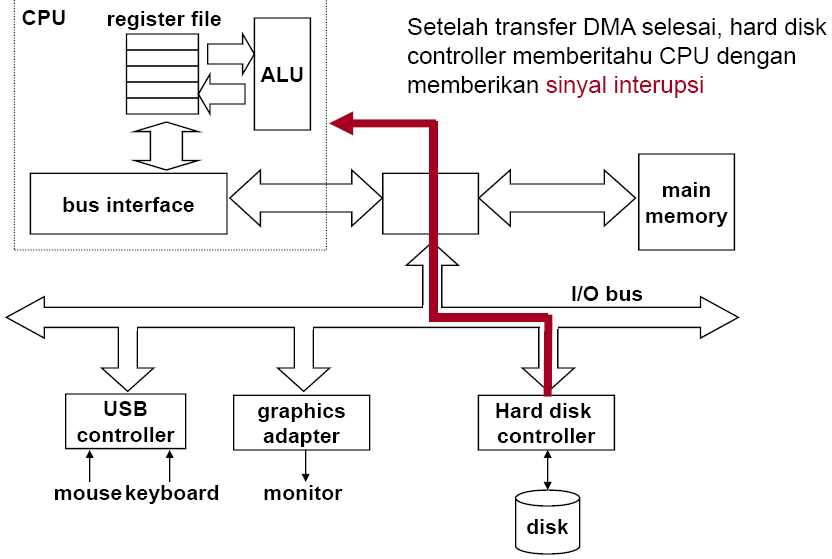 CPU
register file
Setelah transfer DMA selesai, hard disk
controller memberitahu CPU dengan
memberikan sinyal interupsi
ALU
bus interface
main
memory
I/O bus
USB
controller
graphics
adapter
Hard disk
controller
mouse
keyboard
monitor
disk